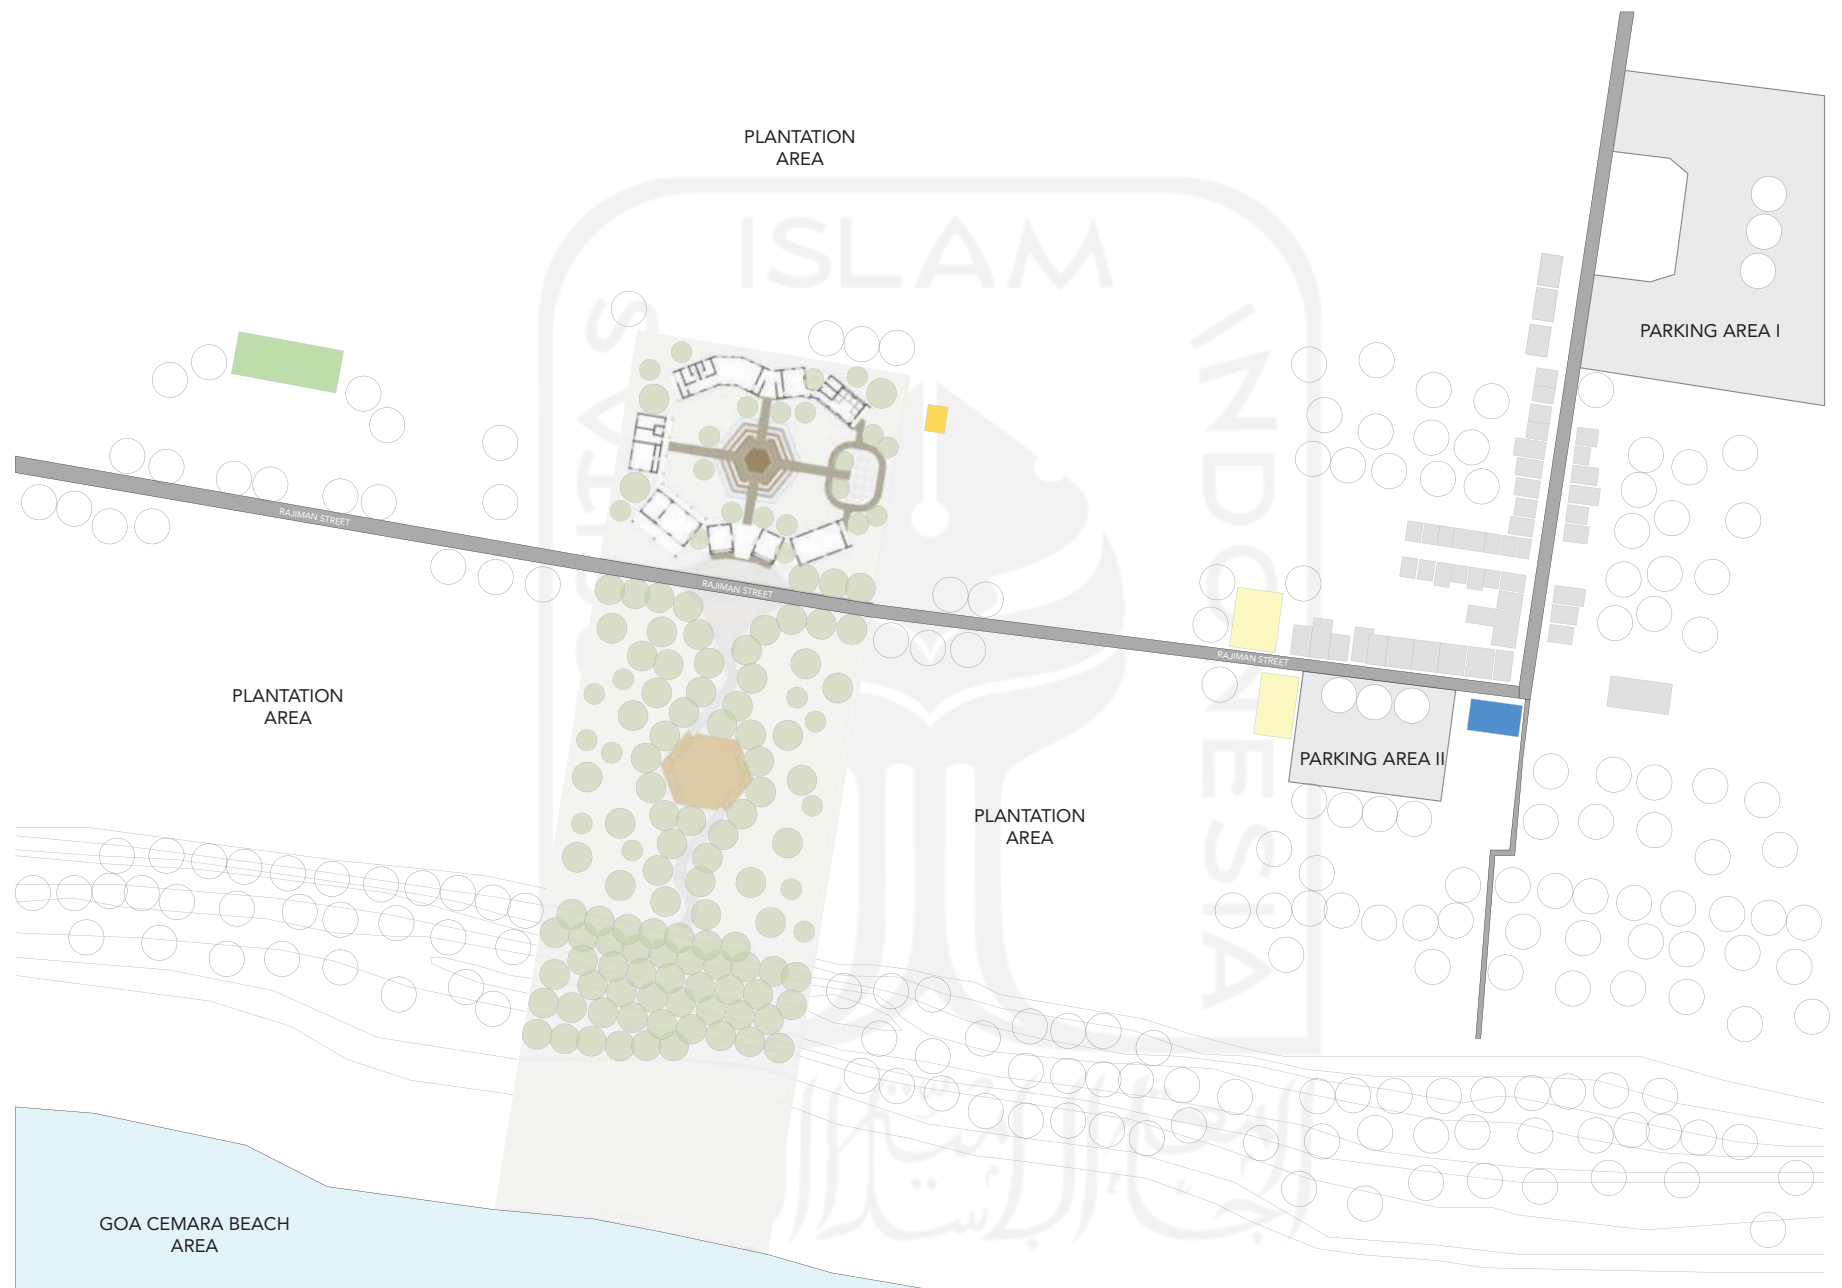 PLANTATION
AREA
ISLAM
INDONESIA
PARKING AREA I
RAJIMAN STREET
RAJIMAN STREET
RAJIMAN STREET
PARKING AREA II
PLANTATION
AREA
PLANTATION
AREA
GOA CEMARA BEACH
AREA